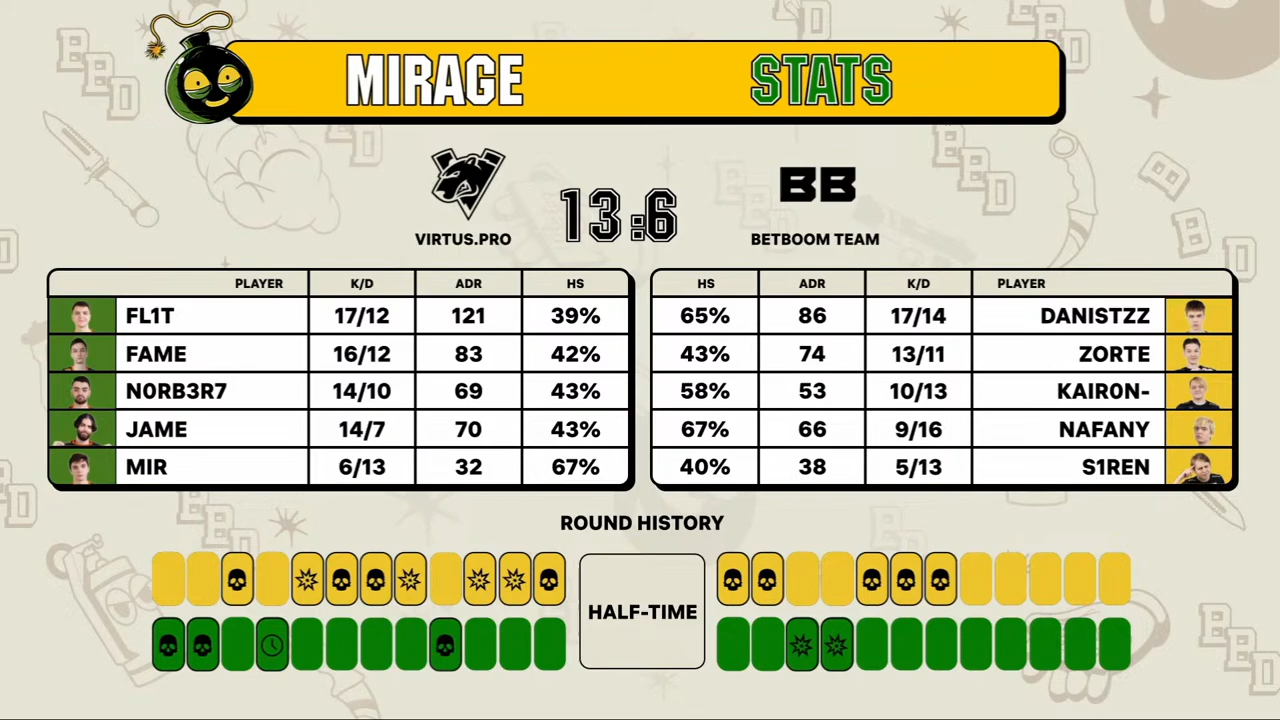 MIRAGE STATS
BB
13:6
VIRTUS.PRO
BETBOOM TEAM
PLAYER K/D ADR HS
HS ADR K/D PLAYER
FL1T 17/12 121 39%
65% 86 17/14 DANISTZZ
FAME 16/12 83 42%
43% 74 13/11 ZORTE
N0RB3R7 14/10 69 43%
58% 53 10/13 KAIR0N-
JAME 14/7 70 43%
67% 66 9/16 NAFANY
MIR 6/13 32 67%
40% 38 5/13 S1REN
ROUND HISTORY
HALF-TIME